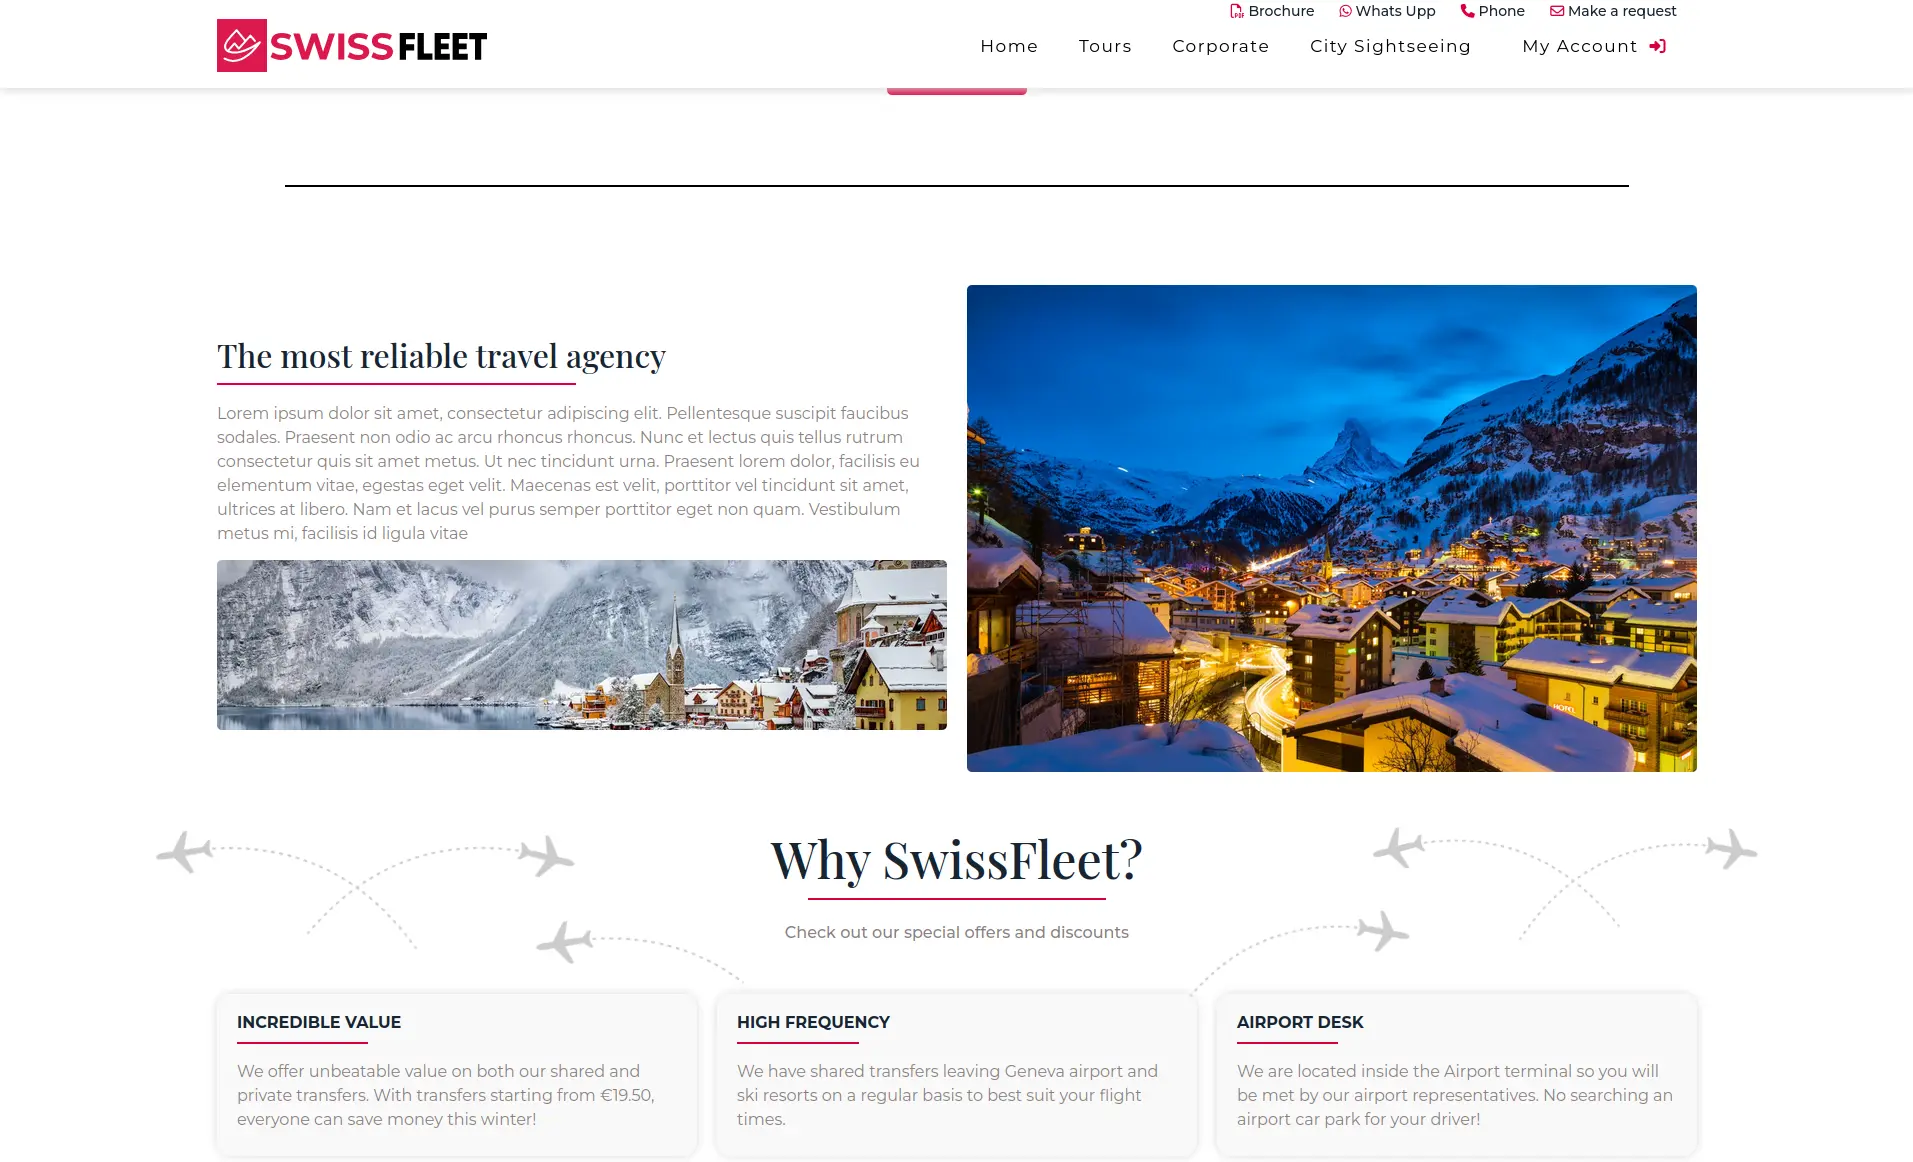 Brochure Whats Upp Phone Make a request
SWISS FLEET
Home Tours Corporate City Sightseeing My Account
The most reliable travel agency
Lorem ipsum dolor sit amet, consectetur adipiscing elit. Pellentesque suscipit faucibus
sodales. Praesent non odio ac arcu rhoncus rhoncus. Nunc et lectus quis tellus rutrum
consectetur quis sit amet metus. Ut nec tincidunt urna. Praesent lorem dolor, facilisis eu
elementum vitae, egestas eget velit. Maecenas est velit, porttitor vel tincidunt sit amet,
ultrices at libero. Nam et lacus vel purus semper porttitor eget non quam. Vestibulum
metus mi, facilisis id ligula vitae
HOTEL
Why SwissFleet?
Check out our special offers and discounts
INCREDIBLE VALUE
We offer unbeatable value on both our shared and
private transfers. With transfers starting from €19.50,
everyone can save money this winter!
HIGH FREQUENCY
We have shared transfers leaving Geneva airport and
ski resorts on a regular basis to best suit your flight
times.
AIRPORT DESK
We are located inside the Airport terminal so you will
be met by our airport representatives. No searching an
airport car park for your driver!